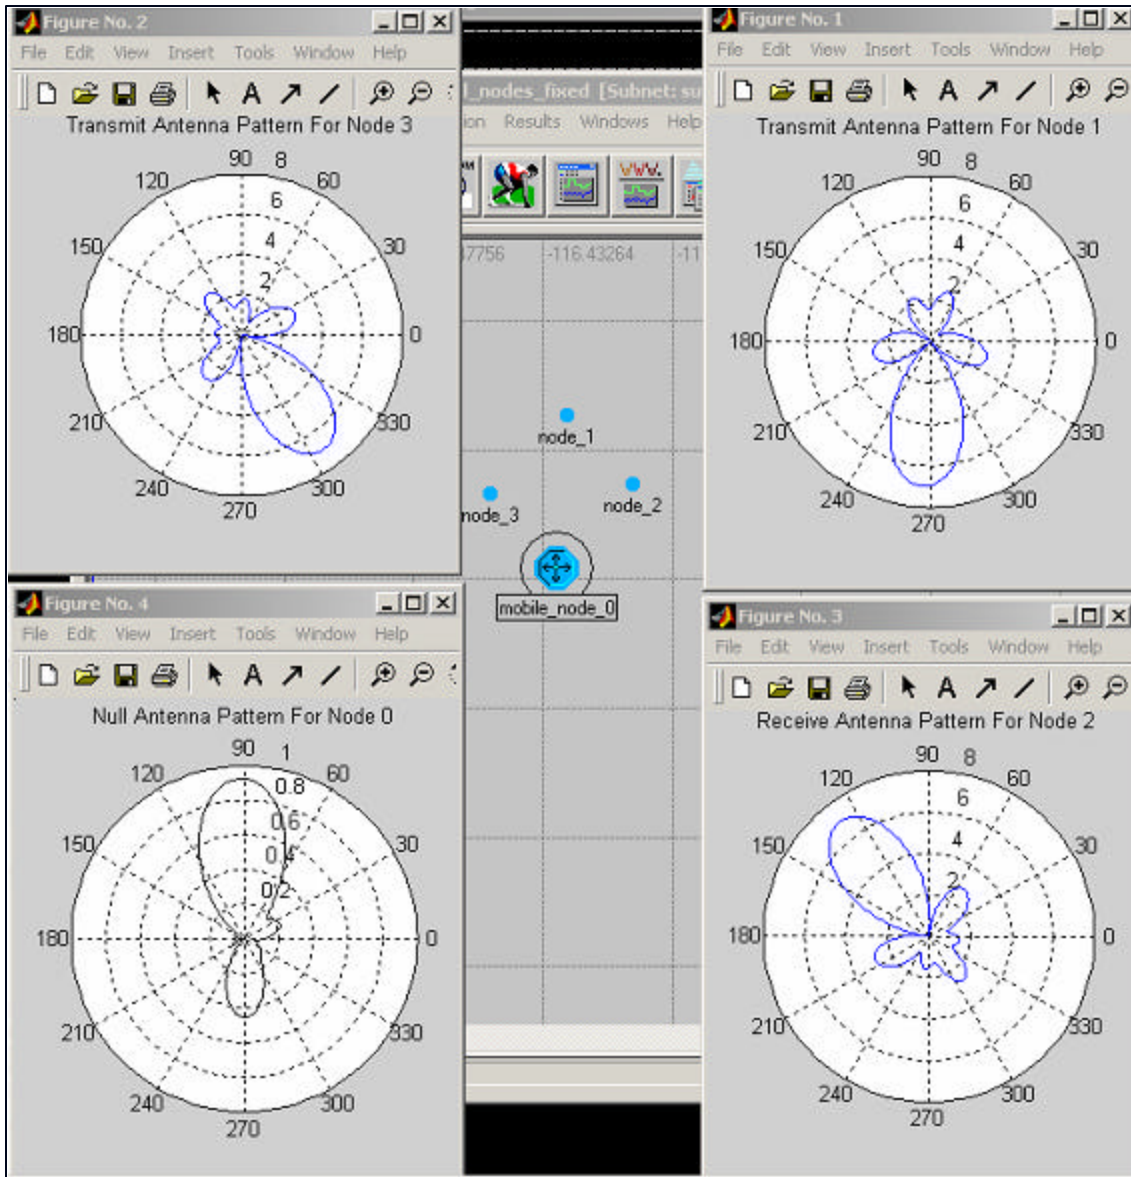 Figure No. 2
File Edit View Insert Tools Window Help
A
Transmit Antenna Pattern For Node 3
90 8
120 60
6
4
150 30
2
180 0
210 330
240 300
270
l_nodes_fixed [Subnet: su
ion Results Windows Help
7756 -116.43264 -11
node_1
node_3
node_2
mobile_node_0
Figure No. 1
File Edit View Insert Tools Window Help
A
Transmit Antenna Pattern For Node 1
90 8
120 60
6
4
150 30
2
180 0
210 330
240 300
270
Figure No. 4
File Edit View Insert Tools Window Help
A
Null Antenna Pattern For Node 0
90 1
120 60
0.8
0.6
150 30
0.4
0.2
180 0
210 330
240 300
270
Figure No. 3
File Edit View Insert Tools Window Help
A
Receive Antenna Pattern For Node 2
90 8
120 60
6
4
150 30
2
180 0
210 330
240 300
270